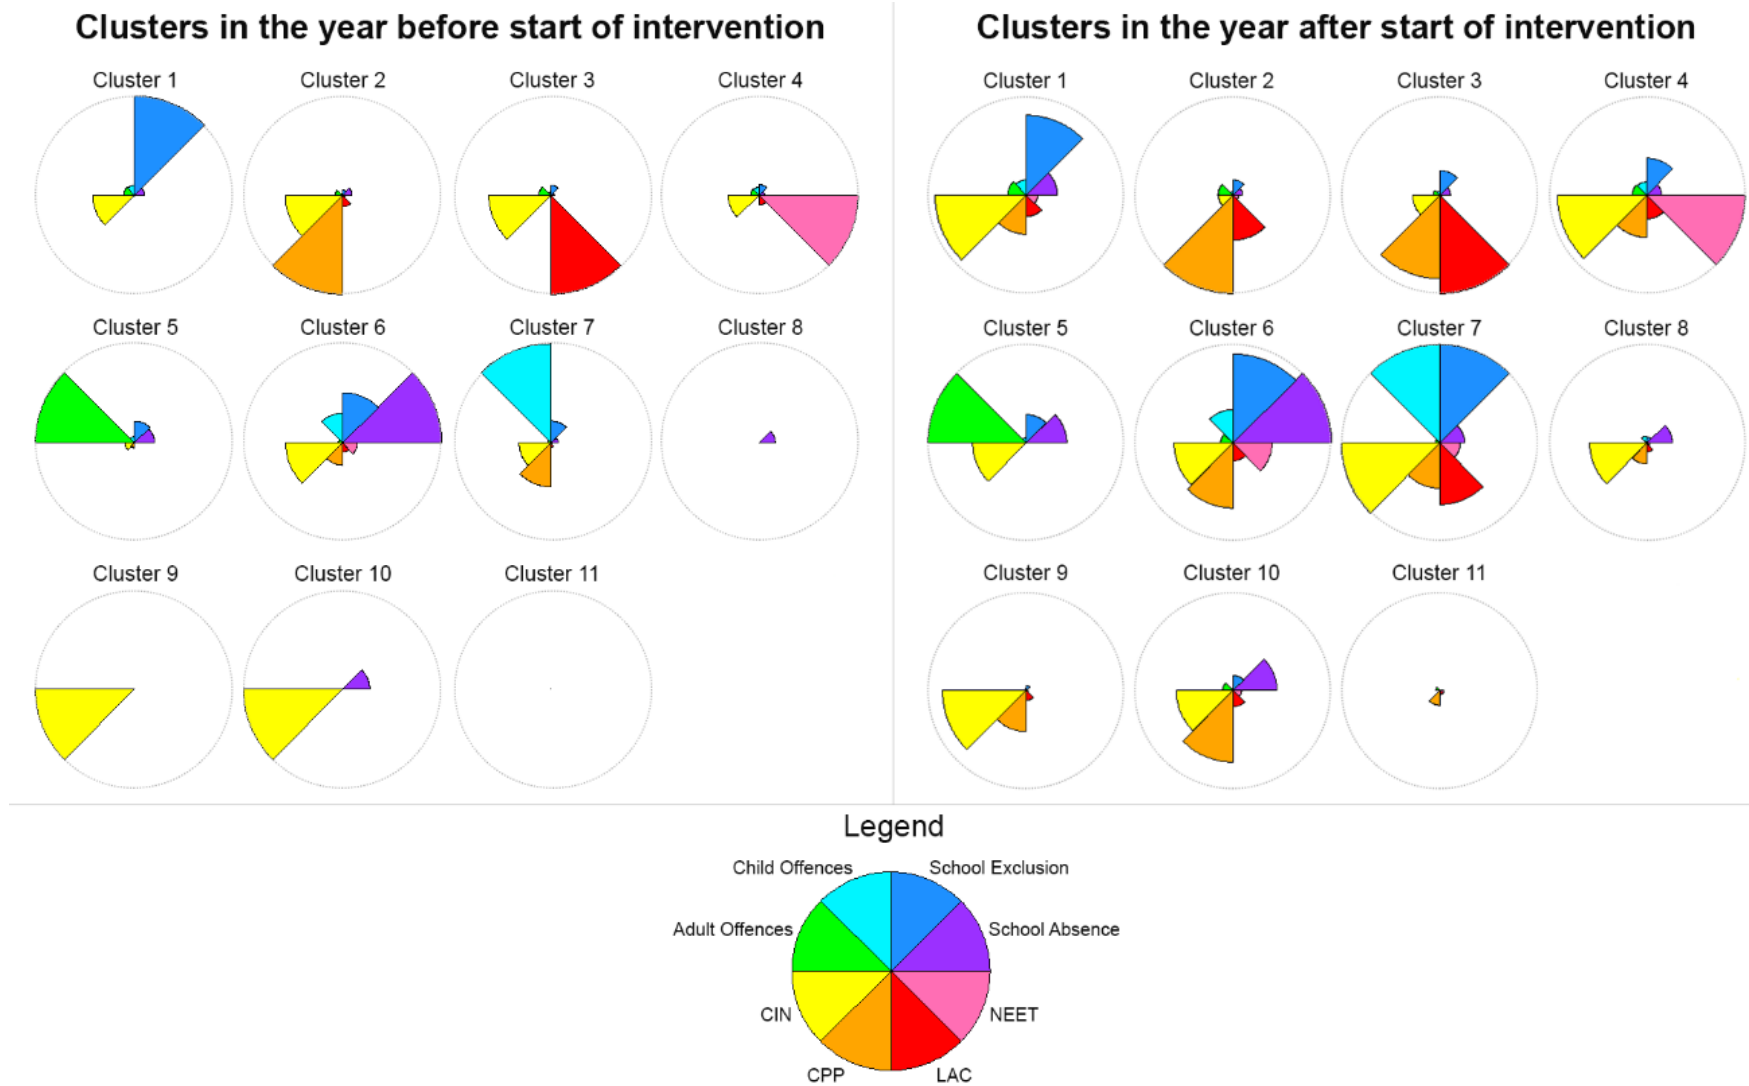 Clusters in the year before start of intervention
Cluster 1
Cluster 2
Cluster 3
Cluster 4
Cluster 5
Cluster 6
Cluster 7
Cluster 8
Cluster 9
Cluster 10
Cluster 11
Clusters in the year after start of intervention
Cluster 1
Cluster 2
Cluster 3
Cluster 4
Cluster 5
Cluster 6
Cluster 7
Cluster 8
Cluster 9
Cluster 10
Cluster 11
Legend
Child Offences
School Exclusion
Adult Offences
School Absence
CIN
NEET
CPP
LAC